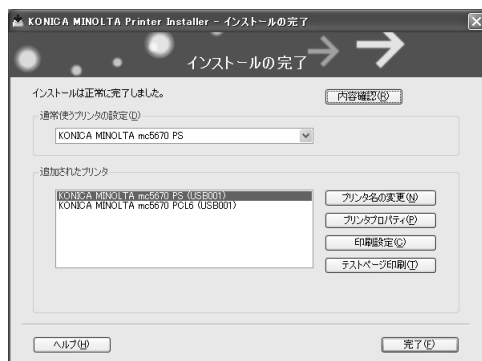 KONICA MINOLTA Printer Installer - インストールの完了
インストールの完了
インストールは正常に完了しました。
内容確認(R)
通常使うプリンタの設定(D)
KONICA MINOLTA mc5670 PS
追加されたプリンタ
KONICA MINOLTA mc5670 PS (USB001)
KONICA MINOLTA mc5670 PCL6 (USB001)
プリンタ名の変更(N)
プリンタプロパティ(P)
印刷設定(C)
テストページ印刷(T)
ヘルプ(H)
完了(F)